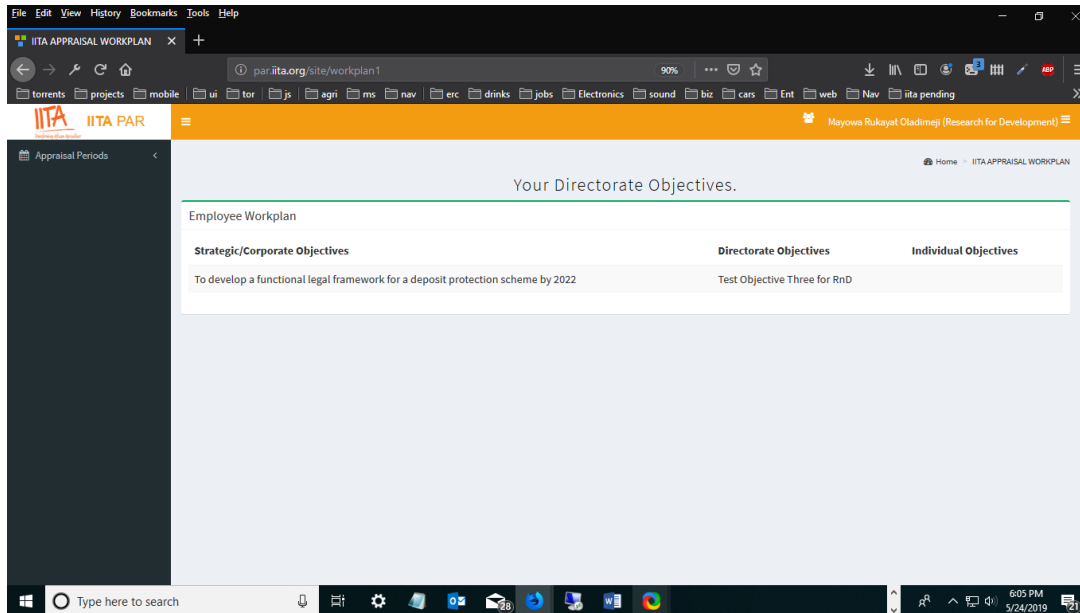 File Edit View History Bookmarks Tools Help
IITA APPRAISAL WORKPLAN
par.iita.org/site/workplan1 90% 3 ABP
torrents projects mobile ui tor js agri ms nav erc drinks jobs Electronics sound biz cars Ent web Nav iita pending
IITA IITA PAR Mayowa Rukayat Oladimeji (Research for Development)
Appraisal Periods
Home IITA APPRAISAL WORKPLAN
Your Directorate Objectives.
Employee Workplan
Strategic/Corporate Objectives Directorate Objectives Individual Objectives
To develop a functional legal framework for a deposit protection scheme by 2022 Test Objective Three for RnD
Type here to search 28 6:05 PM
5/24/2019